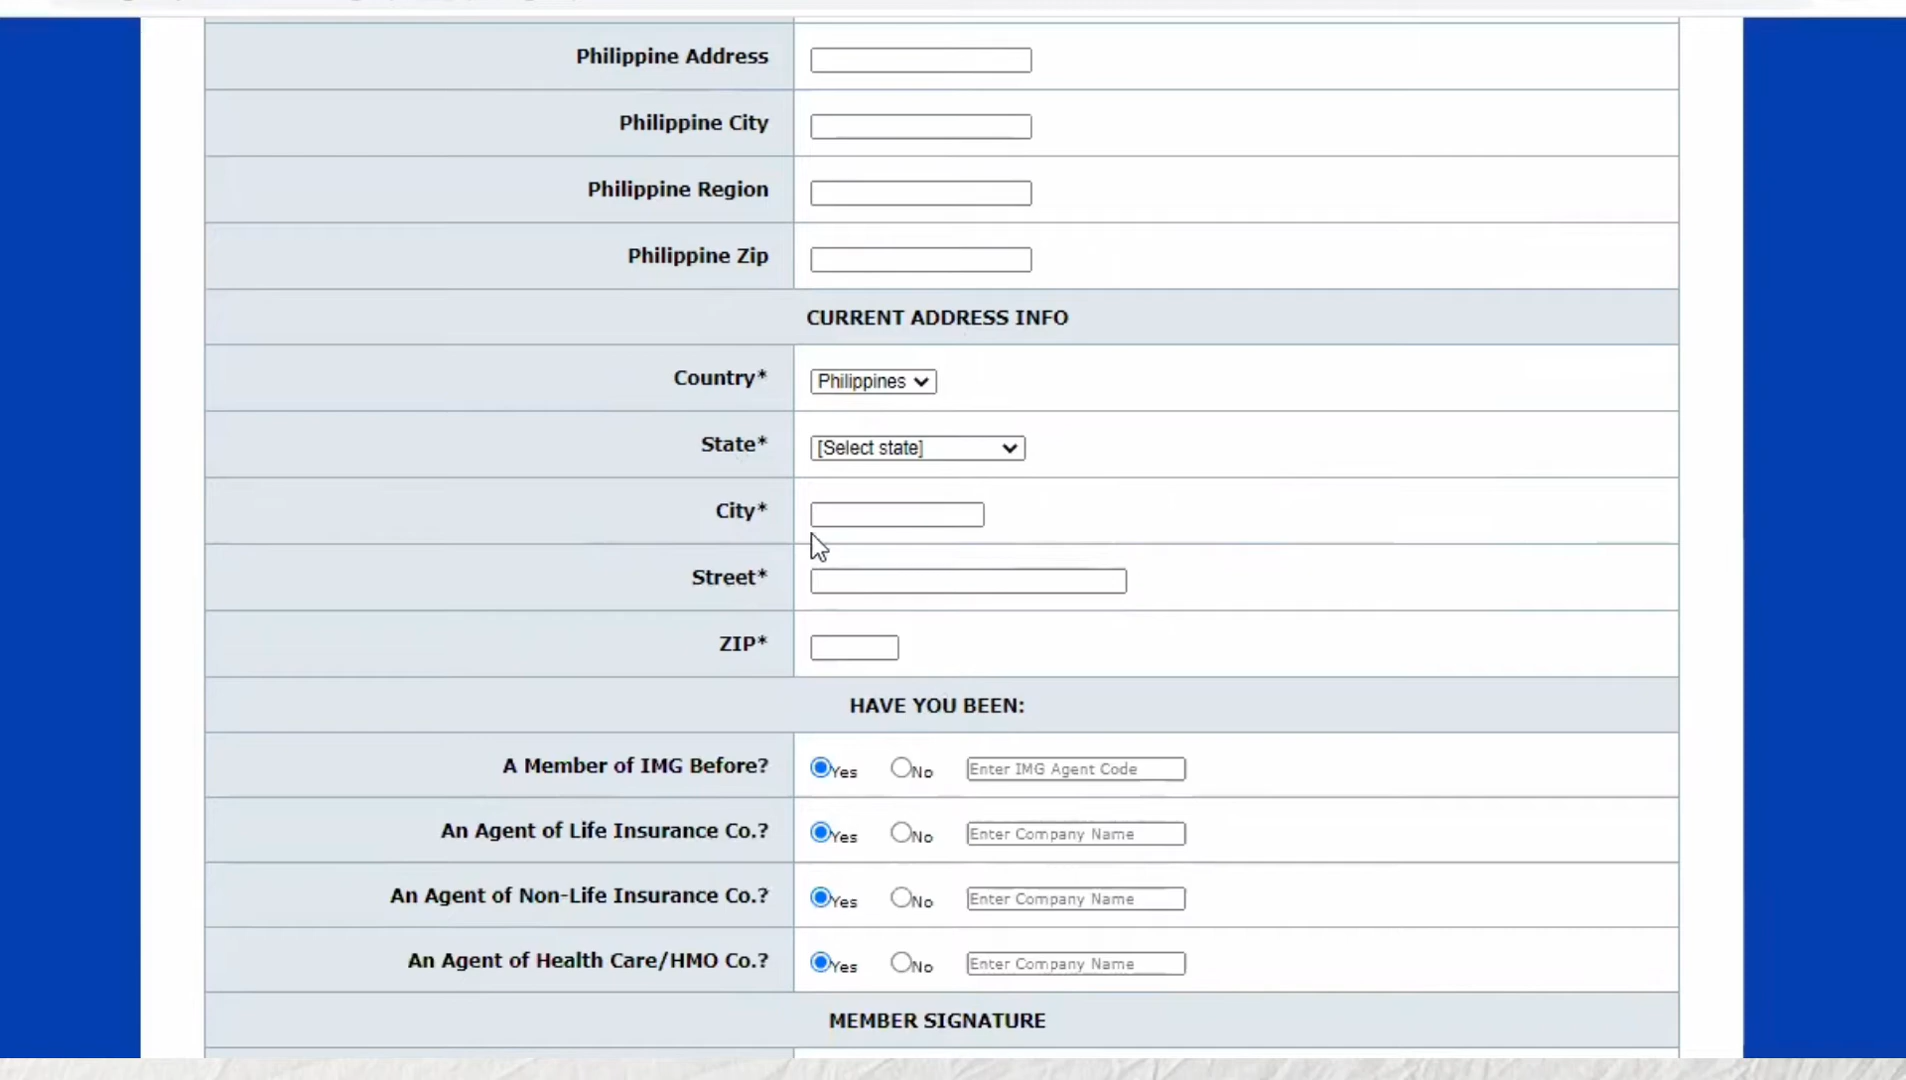 Philippine Address
Philippine City
Philippine Region
Philippine Zip
CURRENT ADDRESS INFO
Country* Philippines
State* [Select state]
City*
Street*
ZIP*
HAVE YOU BEEN:
A Member of IMG Before? Yes No Enter IMG Agent Code
An Agent of Life Insurance Co.? Yes No Enter Company Name
An Agent of Non-Life Insurance Co.? Yes No Enter Company Name
An Agent of Health Care/HMO Co.? Yes No Enter Company Name
MEMBER SIGNATURE